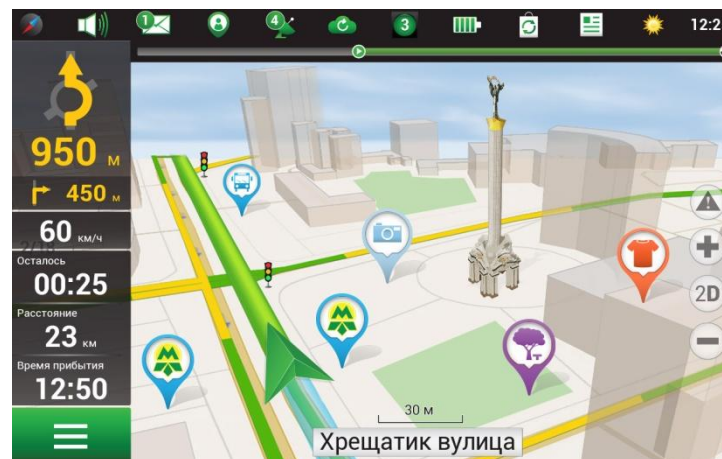 1
4
3
12:2
950 м
450 м
60 км/ч
Осталось
00:25
Расстояние
23 км
Время прибытия
12:50
2D
30 м
Хрещатик вулица